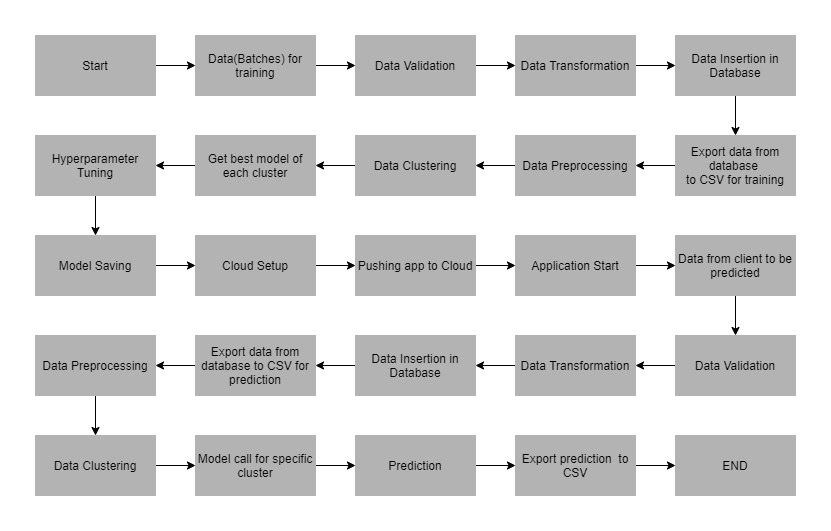 Start
Data(Batches) for
training
Data Validation
Data Transformation
Data Insertion in
Database
Hyperparameter
Tuning
Get best model of
each cluster
Data Clustering
Data Preprocessing
Export data from
database
to CSV for training
Model Saving
Cloud Setup
Pushing app to Cloud
Application Start
Data from client to be
predicted
Data Preprocessing
Export data from
database to CSV for
prediction
Data Insertion in
Database
Data Transformation
Data Validation
Data Clustering
Model call for specific
cluster
Prediction
Export prediction  to
CSV
END